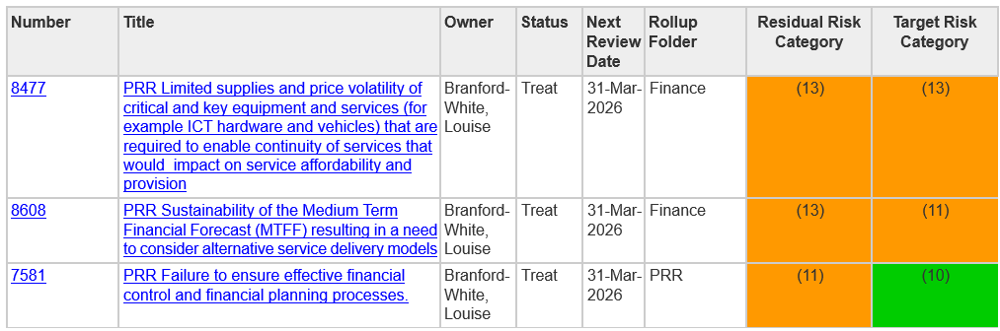 Number Title Owner Status Next Review Date Rollup Folder Residual Risk Category Target Risk Category
8477
PRR Limited supplies and price volatility of
critical and key equipment and services (for
example ICT hardware and vehicles) that are
required to enable continuity of services that
would  impact on service affordability and
provision
Branford-
White,
Louise
Treat
31-Mar-
2026
Finance
(13)
(13)
8608
PRR Sustainability of the Medium Term
Financial Forecast (MTFF) resulting in a need
to consider alternative service delivery models
Branford-
White,
Louise
Treat
31-Mar-
2026
Finance
(13)
(11)
7581
PRR Failure to ensure effective financial
control and financial planning processes.
Branford-
White,
Louise
Treat
31-Mar-
2026
PRR
(11)
(10)